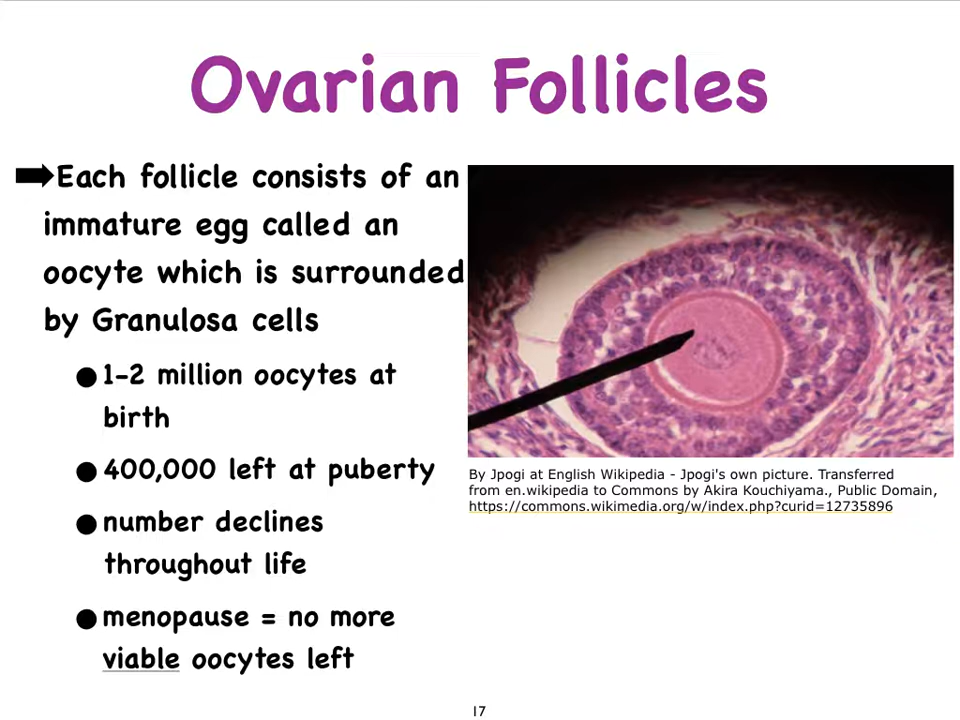 Ovarian Follicles
Each follicle consists of an
immature egg called an
oocyte which is surrounded
by Granulosa cells
1-2 million oocytes at
birth
400,000 left at puberty
number declines
throughout life
menopause = no more
viable oocytes left
By Jpogi at English Wikipedia - Jpogi's own picture. Transferred
from en.wikipedia to Commons by Akira Kouchiyama., Public Domain,
https://commons.wikimedia.org/w/index.php?curid=12735896
17